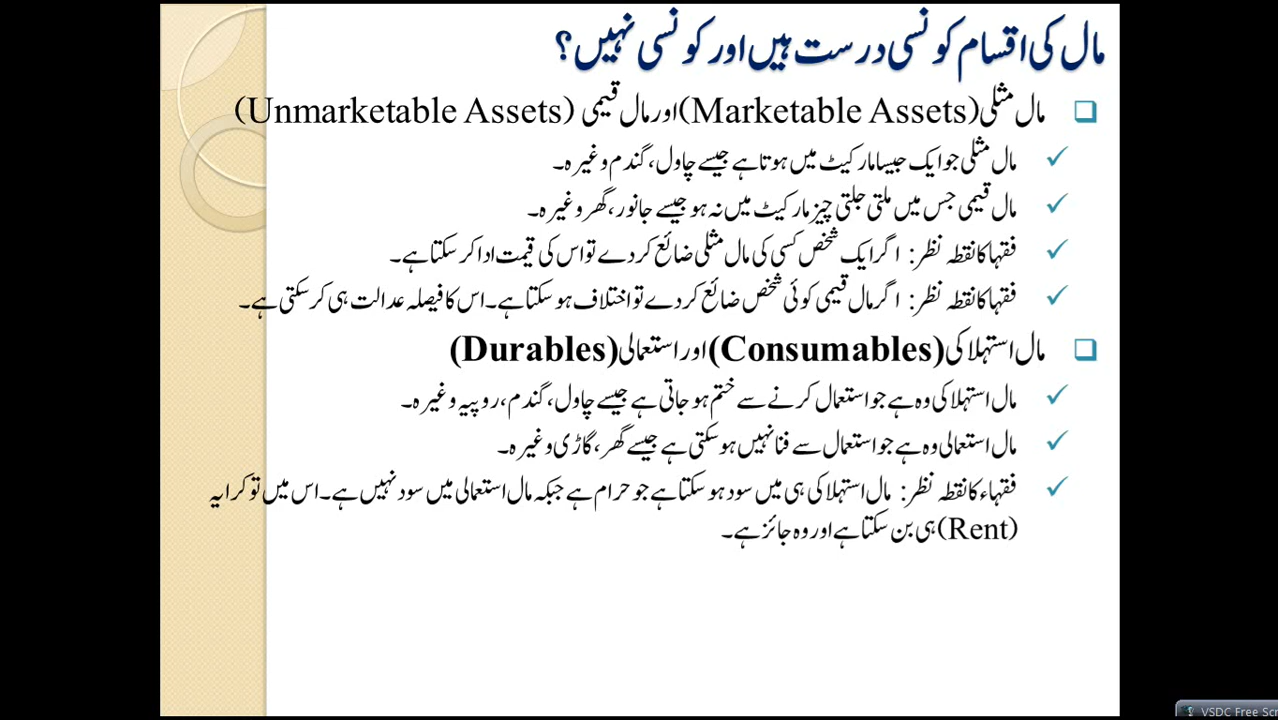 مال کی اقسام کونسی درست ہیں اور کونسی نہیں؟
مال مثلی (Marketable Assets) اور مال قیمی (Unmarketable Assets)
مال مثلی جو ایک جیسا مارکیٹ میں ہوتا ہے جیسے چاول، گندم وغیرہ۔
مال قیمی جس میں ملتی جلتی چیز مارکیٹ میں نہ ہو جیسے جانور، گھر وغیرہ۔
فقہا کا نقطہ نظر: اگر ایک شخص کسی کی مال مثلی ضائع کر دے تو اس کی قیمت ادا کر سکتا ہے۔
فقہا کا نقطہ نظر: اگر مال قیمی کوئی شخص ضائع کر دے تو اختلاف ہو سکتا ہے۔ اس کا فیصلہ عدالت ہی کر سکتی ہے۔
مال استہلاکی (Consumables) اور استعمالی (Durables)
مال استہلاکی وہ ہے جو استعمال کرنے سے ختم ہو جاتی ہے جیسے چاول، گندم، روپیہ وغیرہ۔
مال استعمالی وہ ہے جو استعمال سے فنا نہیں ہو سکتی ہے جیسے گھر، گاڑی وغیرہ۔
فقہاء کا نقطہ نظر: مال استہلاکی ہی میں سود ہو سکتا ہے جو حرام ہے جبکہ مال استعمالی میں سود نہیں ہے۔ اس میں تو کرایہ
(Rent) ہی بن سکتا ہے اور وہ جائز ہے۔
VSDC Free Scr